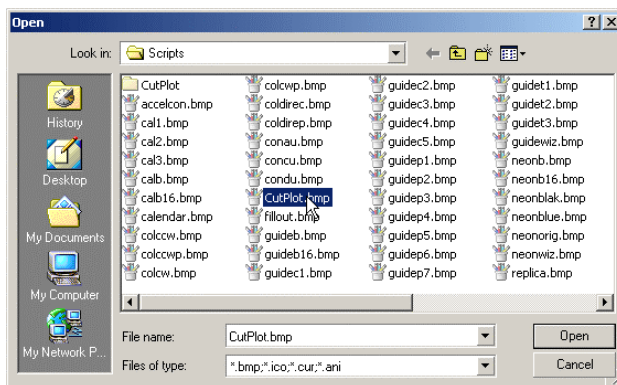 Open
Look in: Scripts
History
Desktop
My Documents
My Computer
My Network P...
CutPlot
accelcon.bmp
cal1.bmp
cal2.bmp
cal3.bmp
calb.bmp
calb16.bmp
calendar.bmp
colccw.bmp
colccwp.bmp
colcw.bmp
colcwp.bmp
coldirec.bmp
coldirep.bmp
conau.bmp
concu.bmp
condu.bmp
CutPlot.bmp
fillout.bmp
guideb.bmp
guideb16.bmp
guidec1.bmp
guidec2.bmp
guidec3.bmp
guidec4.bmp
guidec5.bmp
guidep1.bmp
guidep2.bmp
guidep3.bmp
guidep4.bmp
guidep5.bmp
guidep6.bmp
guidep7.bmp
guidet1.bmp
guidet2.bmp
guidet3.bmp
guidewiz.bmp
neonb.bmp
neonb16.bmp
neonblak.bmp
neonblue.bmp
neonorig.bmp
neonwiz.bmp
replica.bmp
File name: CutPlot.bmp
Open
Files of type: *.bmp;*.ico;*.cur;*.ani
Cancel